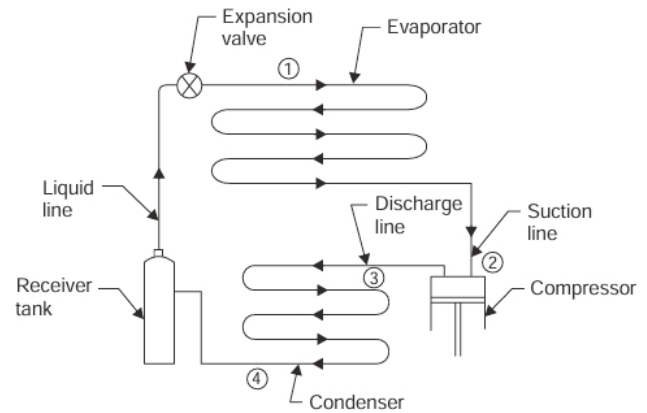 Expansion
valve
Evaporator
①
Liquid
line
Discharge
line
Suction
line
②
③
Receiver
tank
Compressor
④
Condenser